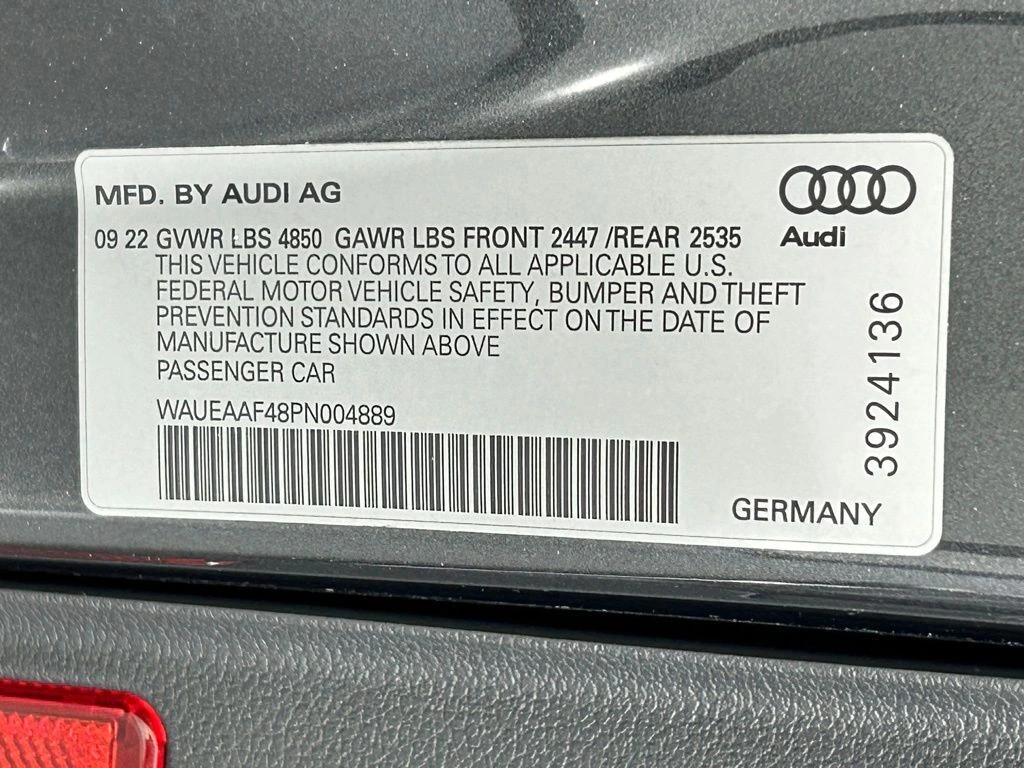 MFD. BY AUDI AG
Audi
09 22 GVWR LBS 4850 GAWR LBS FRONT 2447 /REAR 2535
THIS VEHICLE CONFORMS TO ALL APPLICABLE U.S.
FEDERAL MOTOR VEHICLE SAFETY, BUMPER AND THEFT
PREVENTION STANDARDS IN EFFECT ON THE DATE OF
MANUFACTURE SHOWN ABOVE
PASSENGER CAR
WAUEAAF48PN004889
3924136
GERMANY